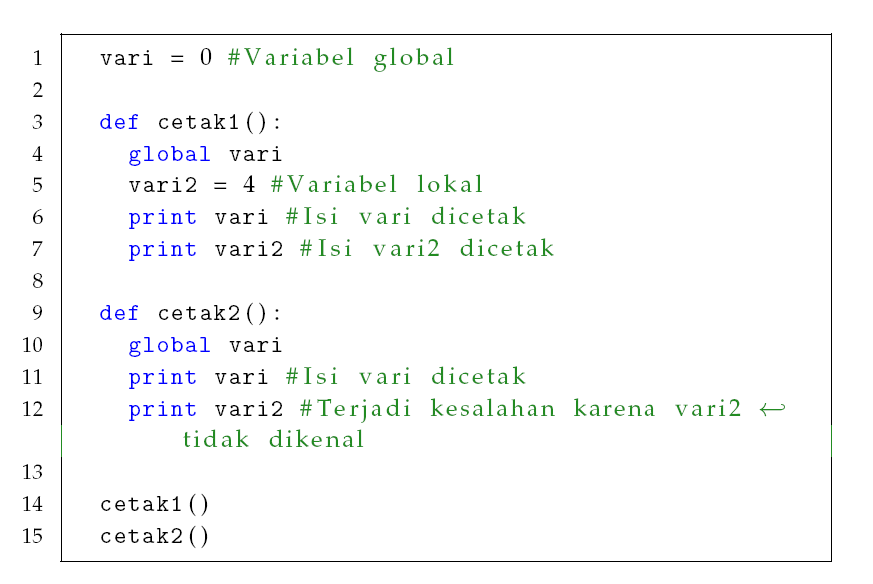 1 vari = 0 #Variabel global
2
3 def cetak1():
4 global vari
5 vari2 = 4 #Variabel lokal
6 print vari #Isi vari dicetak
7 print vari2 #Isi vari2 dicetak
8
9 def cetak2():
10 global vari
11 print vari #Isi vari dicetak
12 print vari2 #Terjadi kesalahan karena vari2 ↩
tidak dikenal
13
14 cetak1()
15 cetak2()